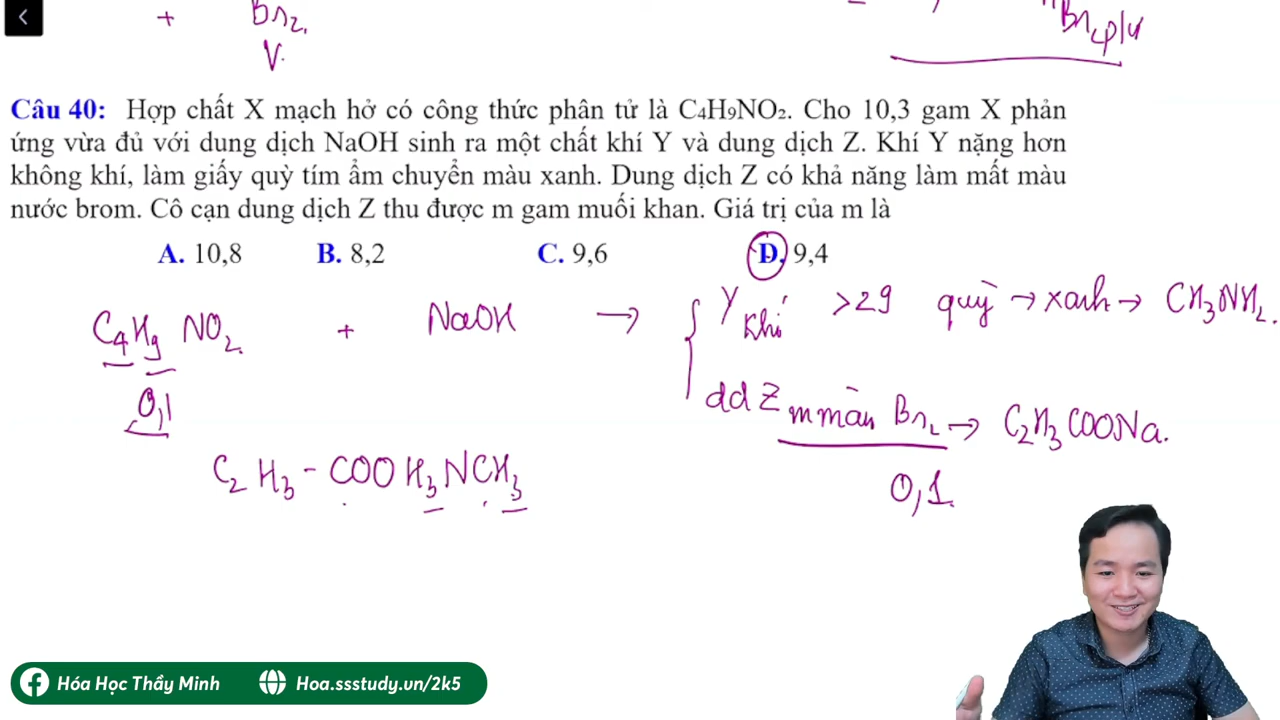 + Br2.
V
nBr2 p/ư
Câu 40: Hợp chất X mạch hở có công thức phân tử là C4H9NO2. Cho 10,3 gam X phản
ứng vừa đủ với dung dịch NaOH sinh ra một chất khí Y và dung dịch Z. Khí Y nặng hơn
không khí, làm giấy quỳ tím ẩm chuyển màu xanh. Dung dịch Z có khả năng làm mất màu
nước brom. Cô cạn dung dịch Z thu được m gam muối khan. Giá trị của m là
A. 10,8 B. 8,2 C. 9,6 D. 9,4
C4H9NO2 + NaOH → Y khí >29 quỳ → xanh → CH3NH2.
0,1
dd Z m màu Br2 → C2H3COONa.
0,1.
C2H3-COOH3NCH3
Hóa Học Thầy Minh Hoa.ssstudy.vn/2k5